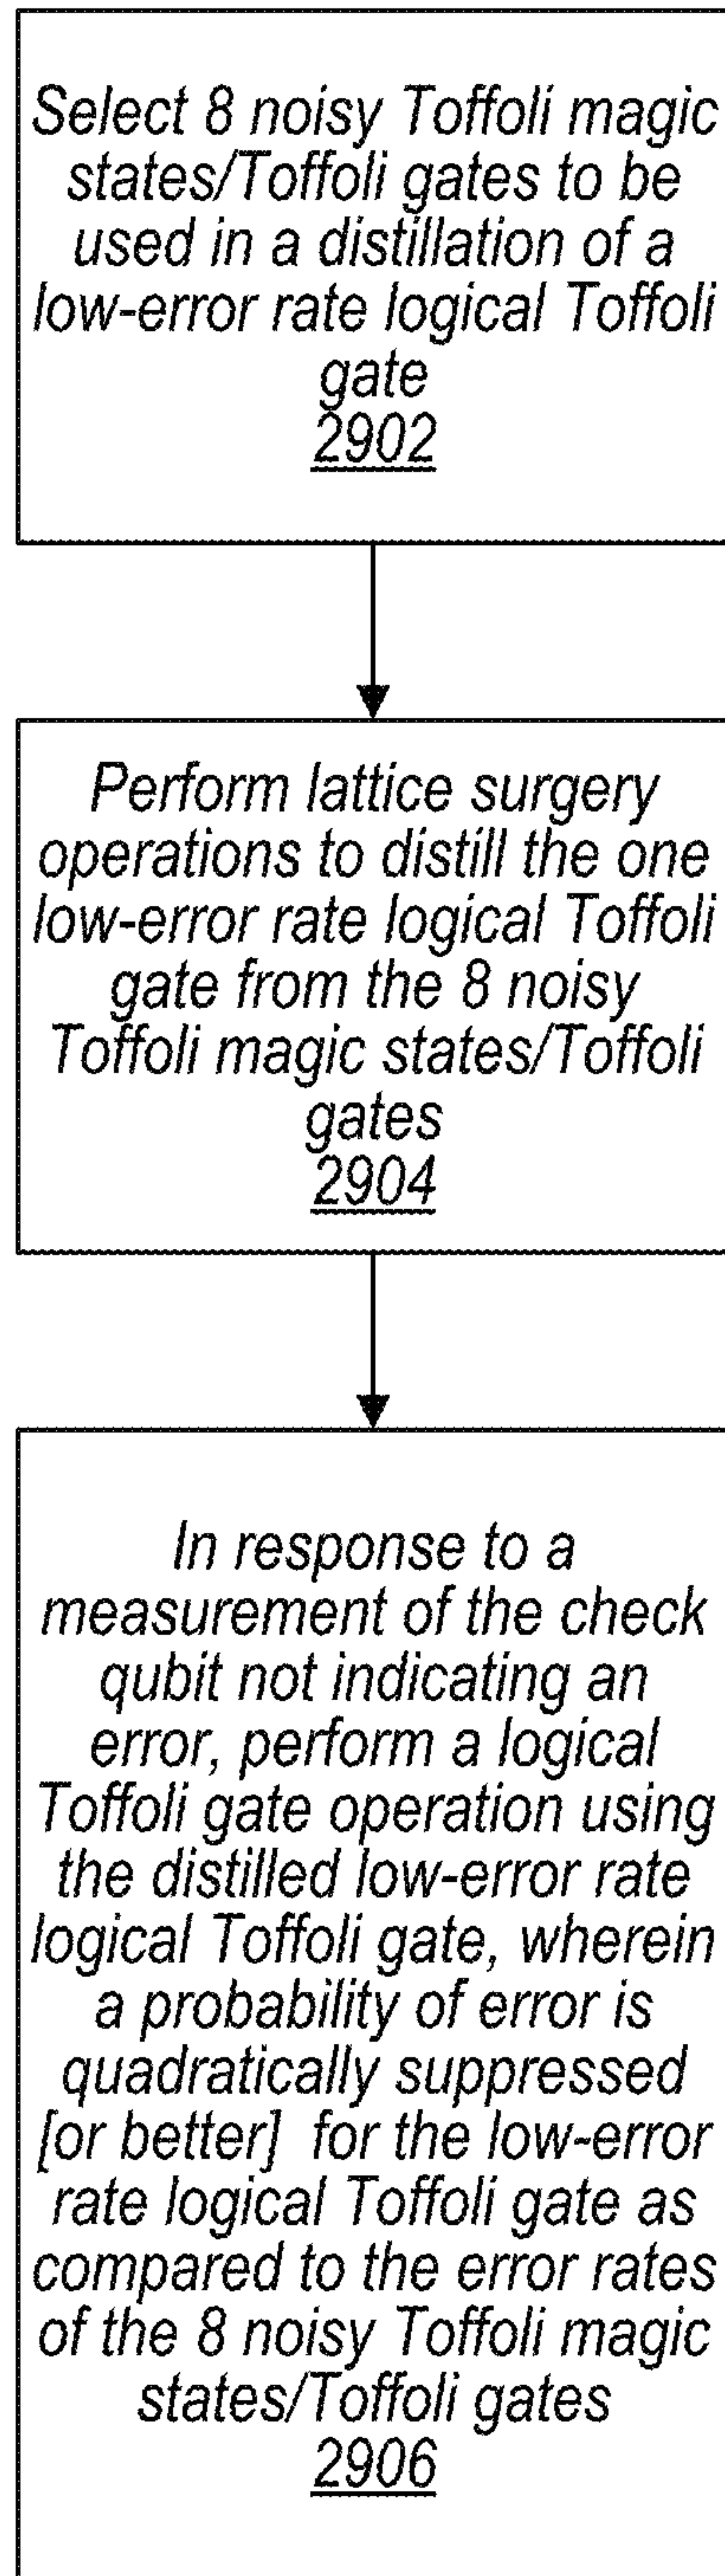 Select 8 noisy Toffoli magic
states/Toffoli gates to be
used in a distillation of a
low-error rate logical Toffoli
gate
2902
Perform lattice surgery
operations to distill the one
low-error rate logical Toffoli
gate from the 8 noisy
Toffoli magic states/Toffoli
gates
2904
In response to a
measurement of the check
qubit not indicating an
error, perform a logical
Toffoli gate operation using
the distilled low-error rate
logical Toffoli gate, wherein
a probability of error is
quadratically suppressed
[or better] for the low-error
rate logical Toffoli gate as
compared to the error rates
of the 8 noisy Toffoli magic
states/Toffoli gates
2906